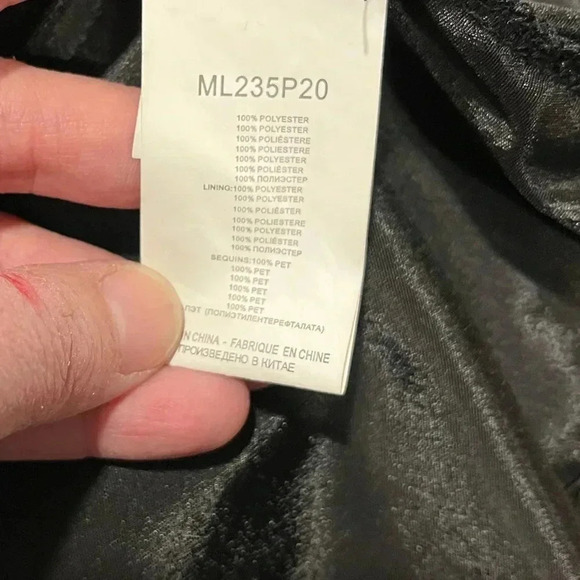 ML235P20
100% POLYESTER
100% POLYESTER
100% POLIÉSTERE
100% POLIESTERE
100% POLYESTER
100% POLIÉSTER
100% ПОЛИЭСТЕР
LINING:100% POLYESTER
100% POLYESTER
100% POLIÉSTER
100% POLIESTERE
100% POLYESTER
100% POLIÉSTER
100% ПОЛИЭСТЕР
SEQUINS:100% PET
100% PET
100% PET
100% PET
100% PET
100% PET
ПЭТ (ПОЛИЭТИЛЕНТЕРЕФТАЛАТА)
IN CHINA - FABRIQUE EN CHINE
ПРОИЗВЕДЕНО В КИТАЕ